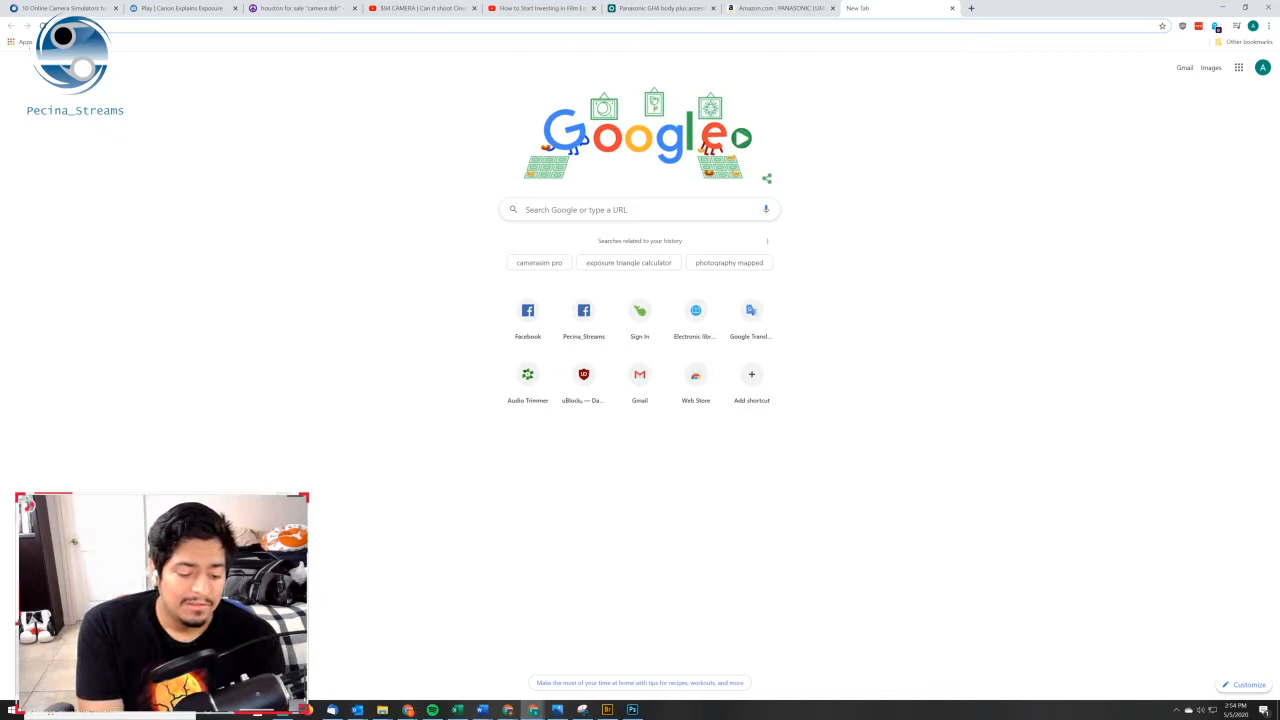 10 Online Camera Simulators to
Play | Canon Explains Exposure
houston for sale "camera dslr" -
$94 CAMERA | Can it shoot Cine
How to Start Investing in Film Eq
Panasonic GH4 body plus acces
Amazon.com : PANASONIC LUM
New Tab
Apps
Other bookmarks
Gmail
Images
A
Pecina_Streams
Google
Search Google or type a URL
Searches related to your history
camerasim pro
exposure triangle calculator
photography mapped
Facebook
Pecina_Streams
Sign In
Electronic libr...
Google Transl...
Audio Trimmer
uBlock₀ — Da...
Gmail
Web Store
Add shortcut
Make the most of your time at home with tips for recipes, workouts, and more
Customize
Br
Ps
2:54 PM
5/5/2020